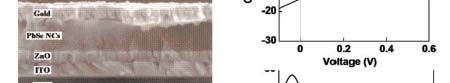 Gold
PbSe NCs
ZnO
ITO
-20
-30
0
0.2
0.4
0.6
Voltage (V)